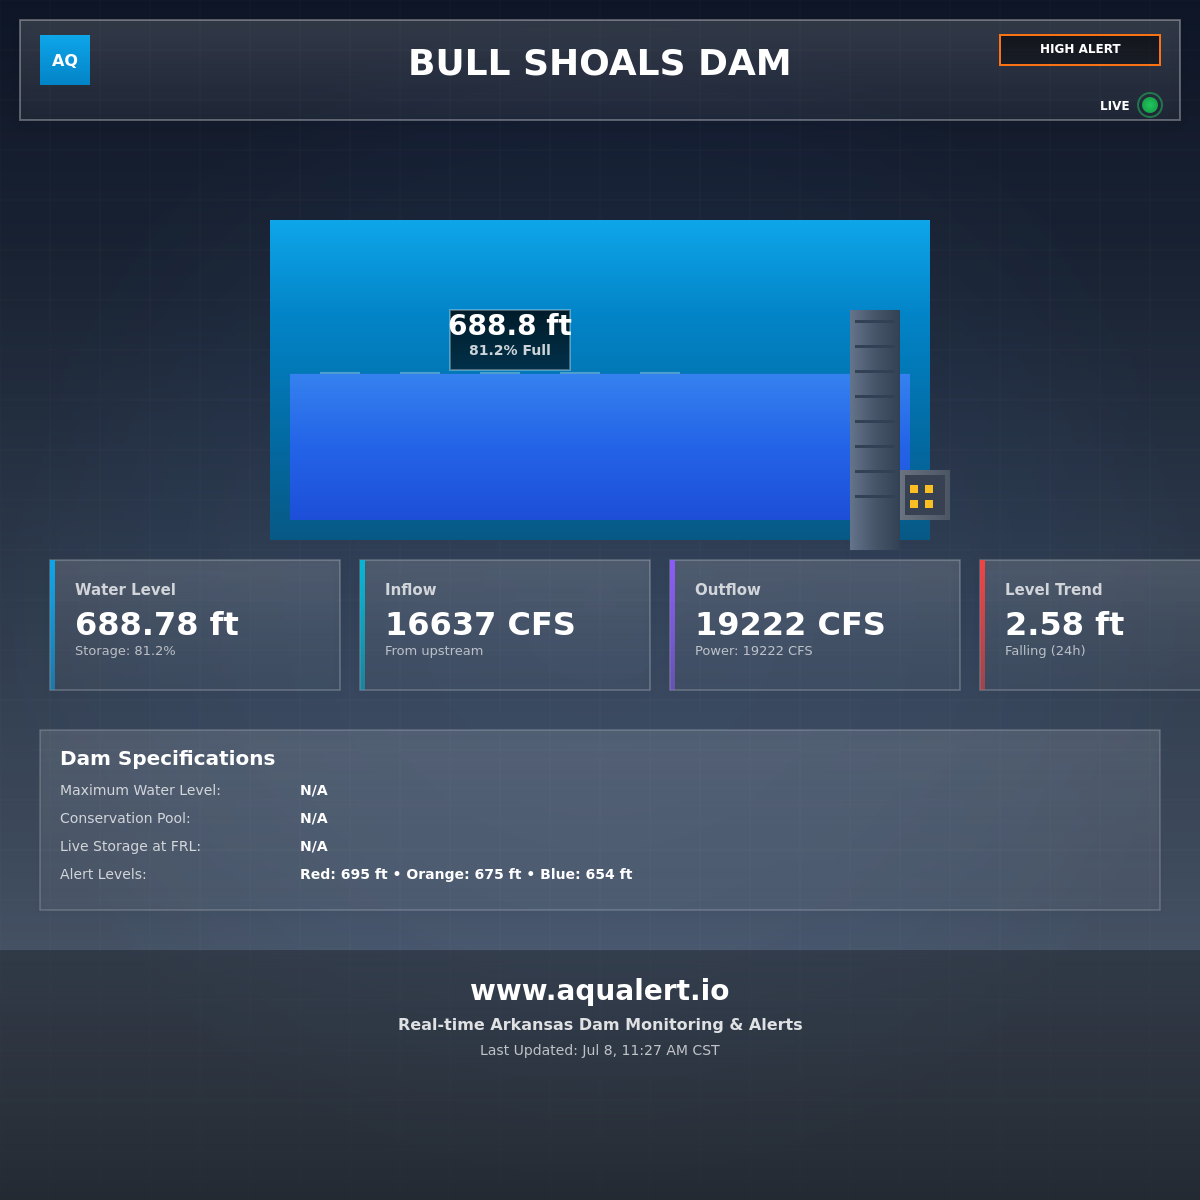 AQ
BULL SHOALS DAM
HIGH ALERT
LIVE
688.8 ft
81.2% Full
Water Level
688.78 ft
Storage: 81.2%
Inflow
16637 CFS
From upstream
Outflow
19222 CFS
Power: 19222 CFS
Level Trend
2.58 ft
Falling (24h)
Dam Specifications
Maximum Water Level: N/A
Conservation Pool: N/A
Live Storage at FRL: N/A
Alert Levels: Red: 695 ft • Orange: 675 ft • Blue: 654 ft
www.aqualert.io
Real-time Arkansas Dam Monitoring & Alerts
Last Updated: Jul 8, 11:27 AM CST